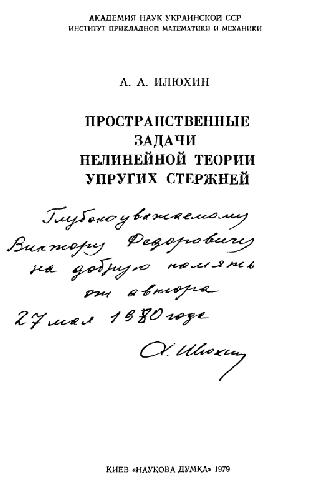 АКАДЕМИЯ НАУК УКРАИНСКОЙ ССР
ИНСТИТУТ ПРИКЛАДНОЙ МАТЕМАТИКИ И МЕХАНИКИ
А. А. ИЛЮХИН
ПРОСТРАНСТВЕННЫЕ
ЗАДАЧИ
НЕЛИНЕЙНОЙ ТЕОРИИ
УПРУГИХ СТЕРЖНЕЙ
Глубокоуважаемому
Виктору Федоровичу
на добрую память
от автора
27 мая 1980 года
А. Илюхин
КИЕВ «НАУКОВА ДУМКА» 1979